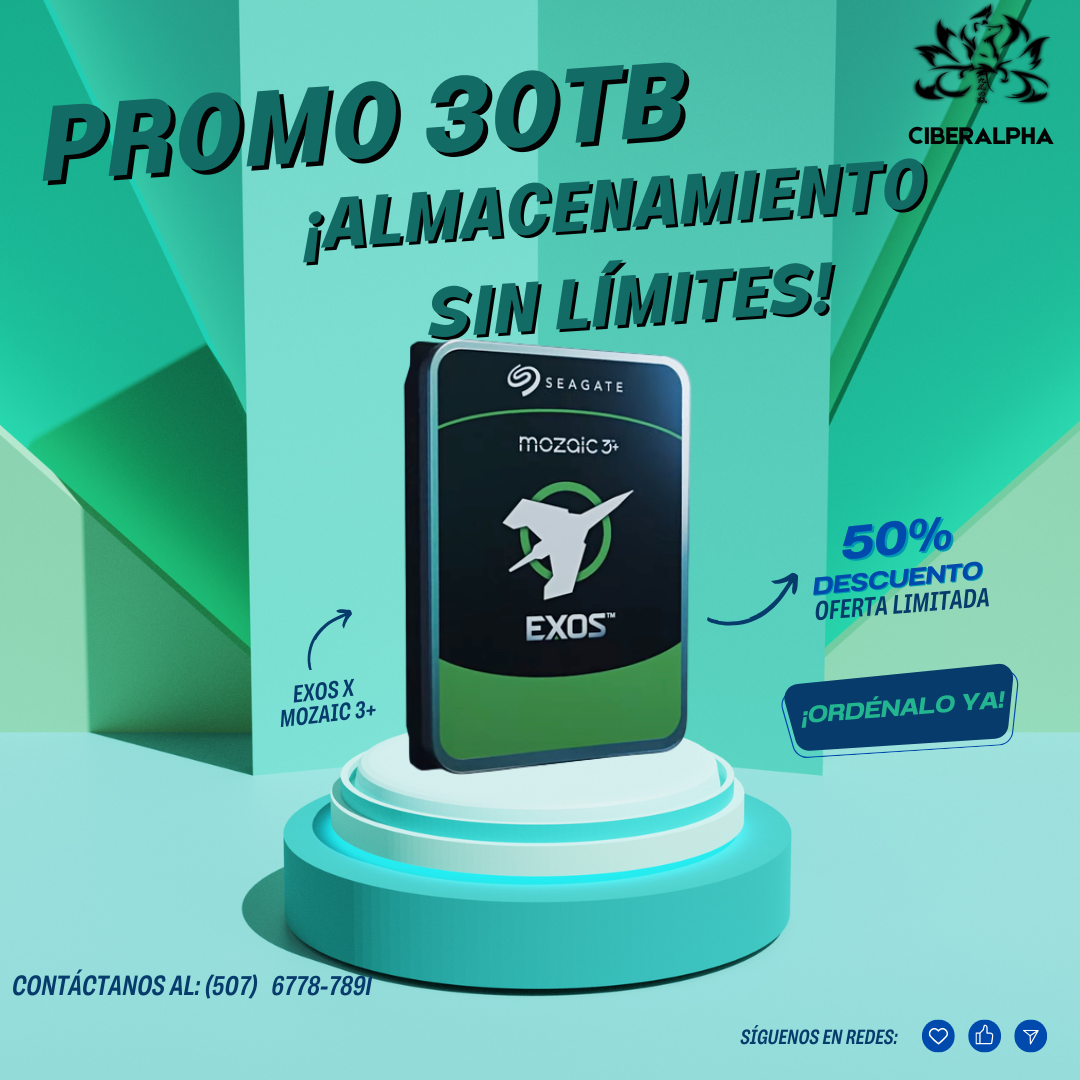 PROMO 30TB
¡ALMACENAMIENTO
SIN LÍMITES!
CIBERALPHA
SEAGATE
mozaic 3+
EXOS™
EXOS X
MOZAIC 3+
50%
DESCUENTO
OFERTA LIMITADA
¡ORDÉNALO YA!
CONTÁCTANOS AL: (507) 6778-7891
SÍGUENOS EN REDES: